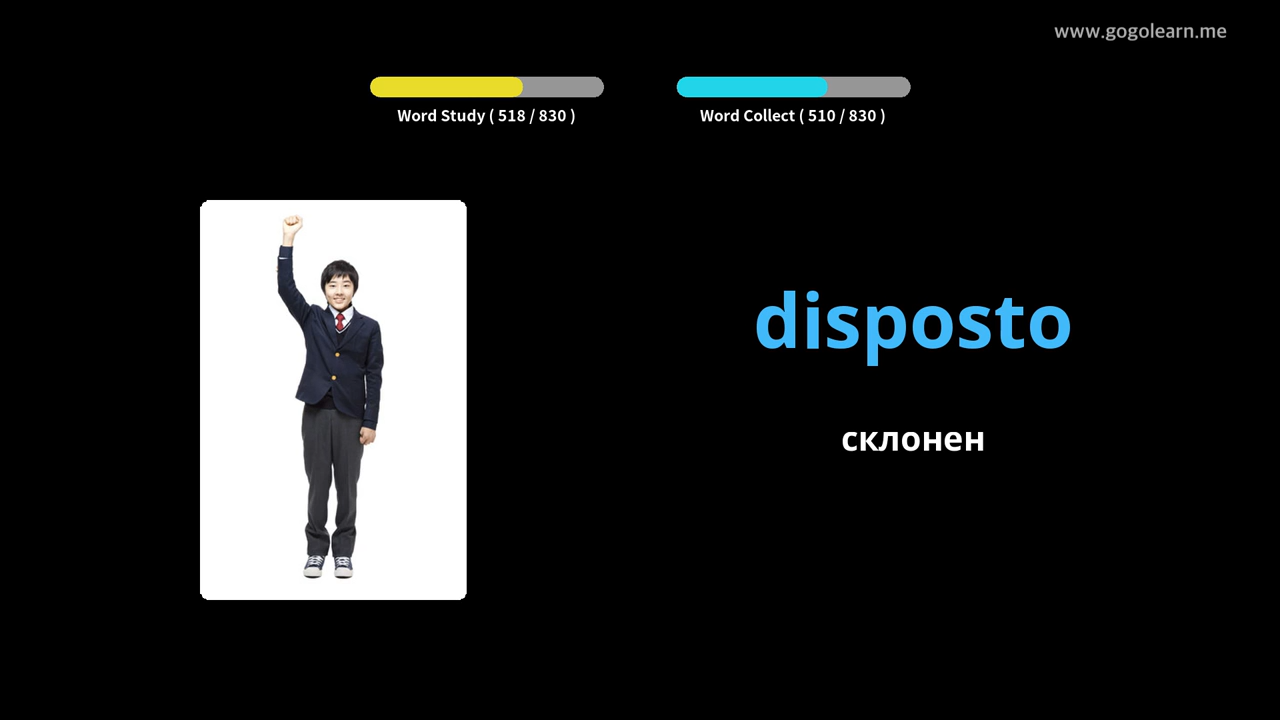 www.gogolearn.me
Word Study ( 518 / 830 )
Word Collect ( 510 / 830 )
disposto
склонен